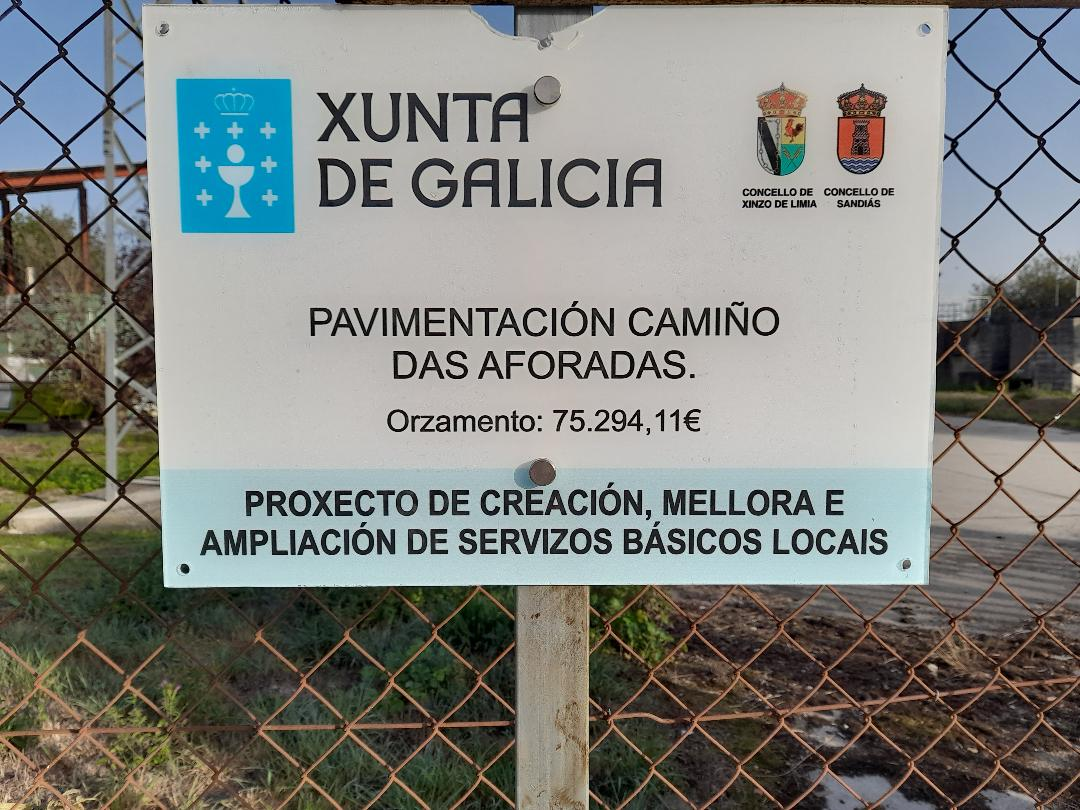 XUNTA
DE GALICIA
CONCELLO DE
XINZO DE LIMIA
CONCELLO DE
SANDIÁS
PAVIMENTACIÓN CAMIÑO
DAS AFORADAS.
Orzamento: 75.294,11€
PROXECTO DE CREACIÓN, MELLORA E
AMPLIACIÓN DE SERVIZOS BÁSICOS LOCAIS